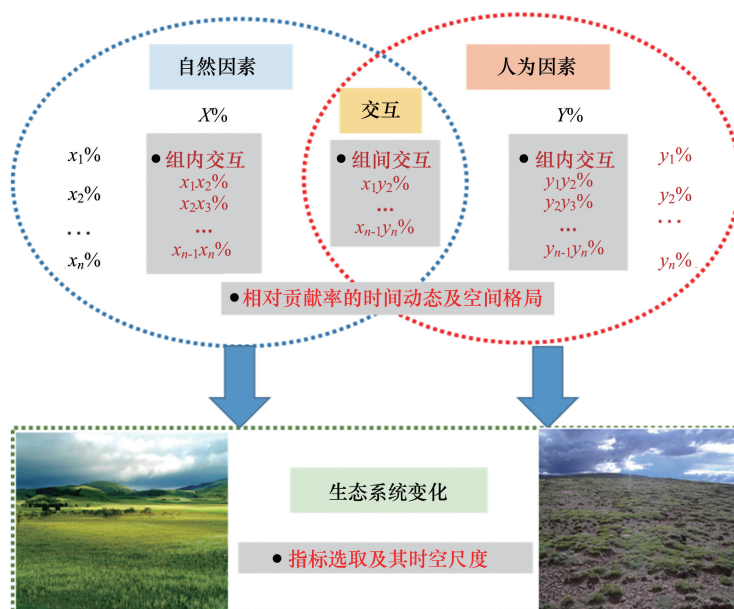 自然因素
人为因素
交互
X%
Y%
x1%
x2%
...
xn%
● 组内交互
x1x2%
x2x3%
...
xn-1xn%
● 组间交互
x1y2%
...
xn-1yn%
● 组内交互
y1y2%
y2y3%
...
yn-1yn%
y1%
y2%
...
yn%
● 相对贡献率的时间动态及空间格局
生态系统变化
● 指标选取及其时空尺度